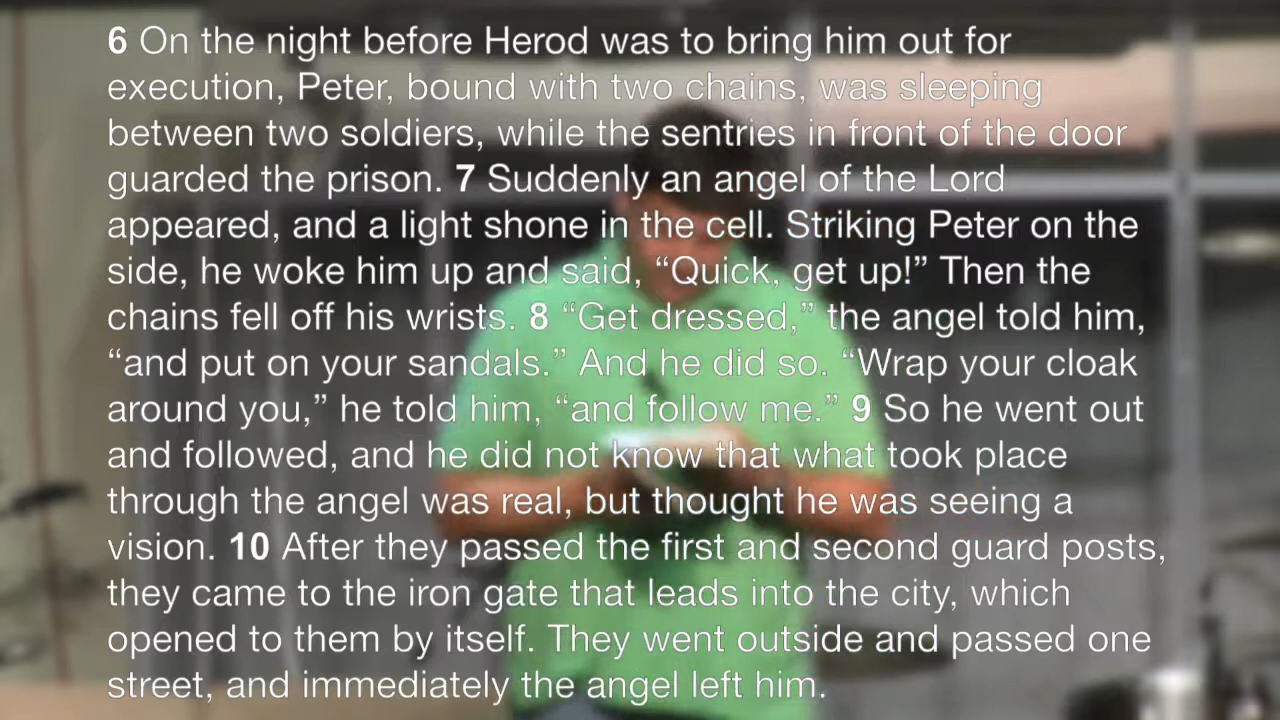 6 On the night before Herod was to bring him out for
execution, Peter, bound with two chains, was sleeping
between two soldiers, while the sentries in front of the door
guarded the prison. 7 Suddenly an angel of the Lord
appeared, and a light shone in the cell. Striking Peter on the
side, he woke him up and said, “Quick, get up!” Then the
chains fell off his wrists. 8 “Get dressed,” the angel told him,
“and put on your sandals.” And he did so. “Wrap your cloak
around you,” he told him, “and follow me.” 9 So he went out
and followed, and he did not know that what took place
through the angel was real, but thought he was seeing a
vision. 10 After they passed the first and second guard posts,
they came to the iron gate that leads into the city, which
opened to them by itself. They went outside and passed one
street, and immediately the angel left him.